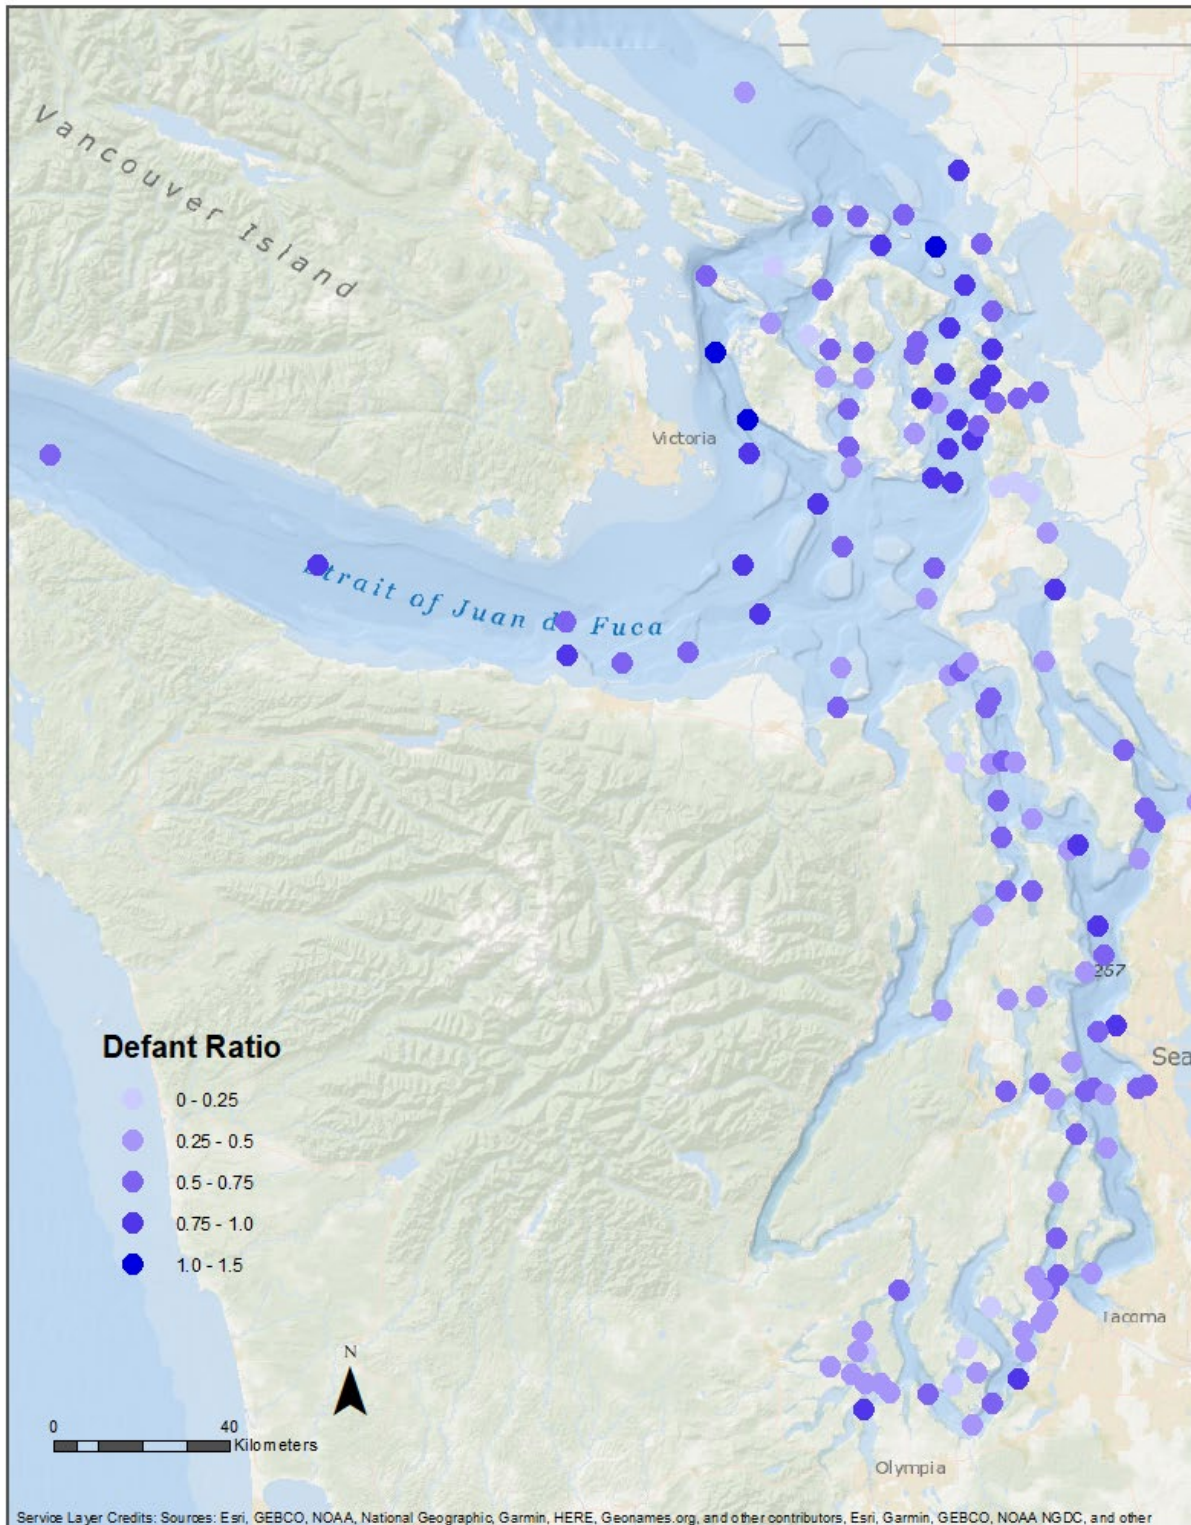 Vancouver Island
Victoria
Strait of Juan de Fuca
267
Sea
Defant Ratio
0 - 0.25
0.25 - 0.5
0.5 - 0.75
0.75 - 1.0
1.0 - 1.5
Tacoma
N
0 40
Kilometers
Olympia
Service Layer Credits: Sources: Esri, GEBCO, NOAA, National Geographic, Garmin, HERE, Geonames.org, and other contributors, Esri, Garmin, GEBCO, NOAA NGDC, and other